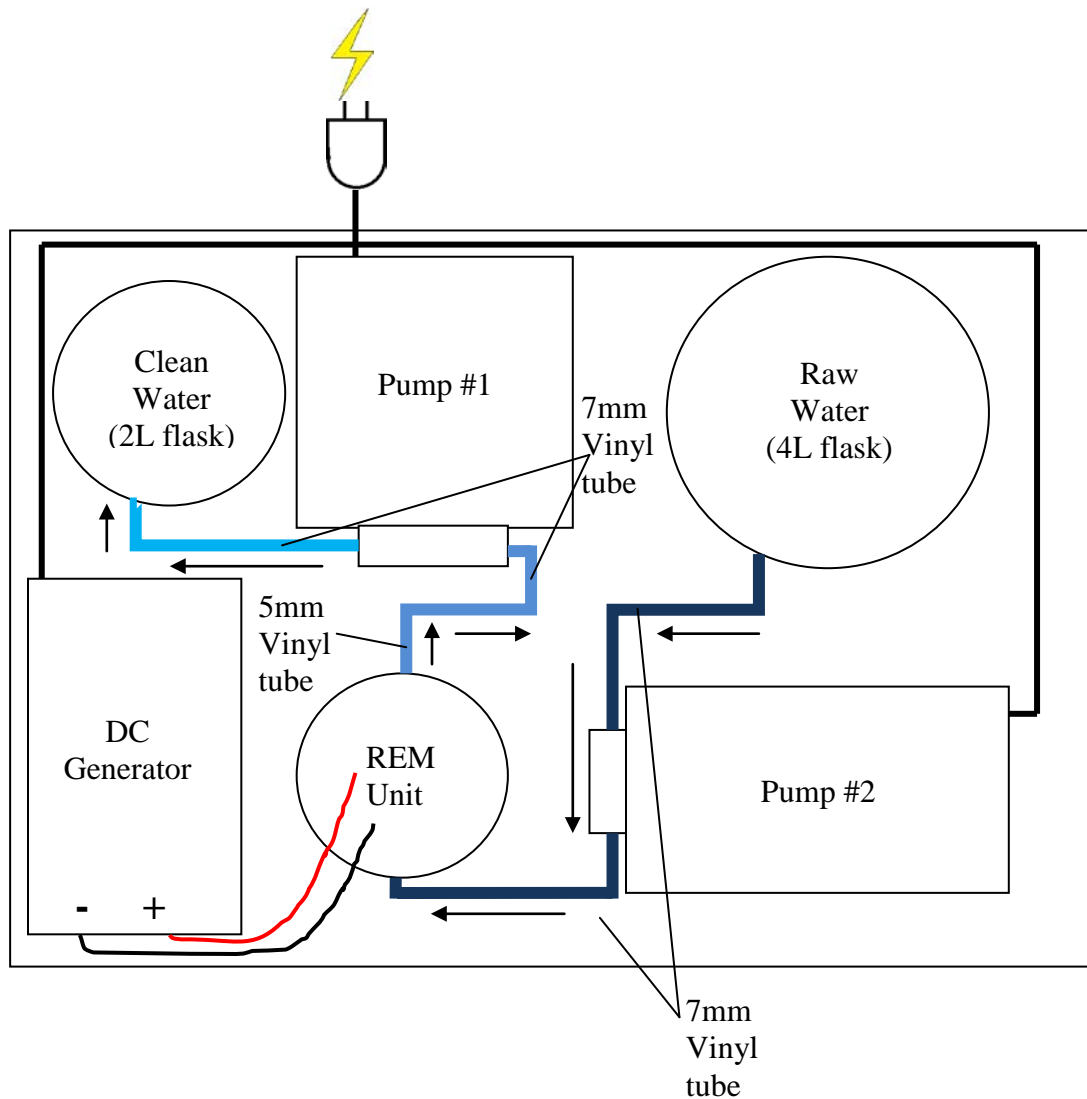 Clean
Water
(2L flask)
Pump #1
Raw
Water
(4L flask)
7mm
Vinyl
tube
5mm
Vinyl
tube
DC
Generator
- +
REM
Unit
Pump #2
7mm
Vinyl
tube